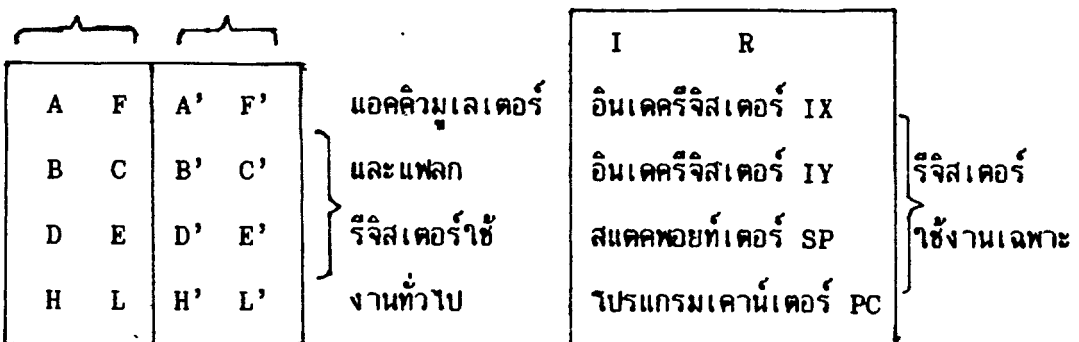 I R
A F A' F' แอคคิวมูเลเตอร์ อินเดครีจิสเตอร์ IX
B C B' C' และแฟลก อินเดครีจิสเตอร์ IY รีจิสเตอร์
D E D' E' รีจิสเตอร์ใช้ สแตคพอยท์เตอร์ SP ใช้งานเฉพาะ
H L H' L' งานทั่วไป โปรแกรมเคาน์เตอร์ PC